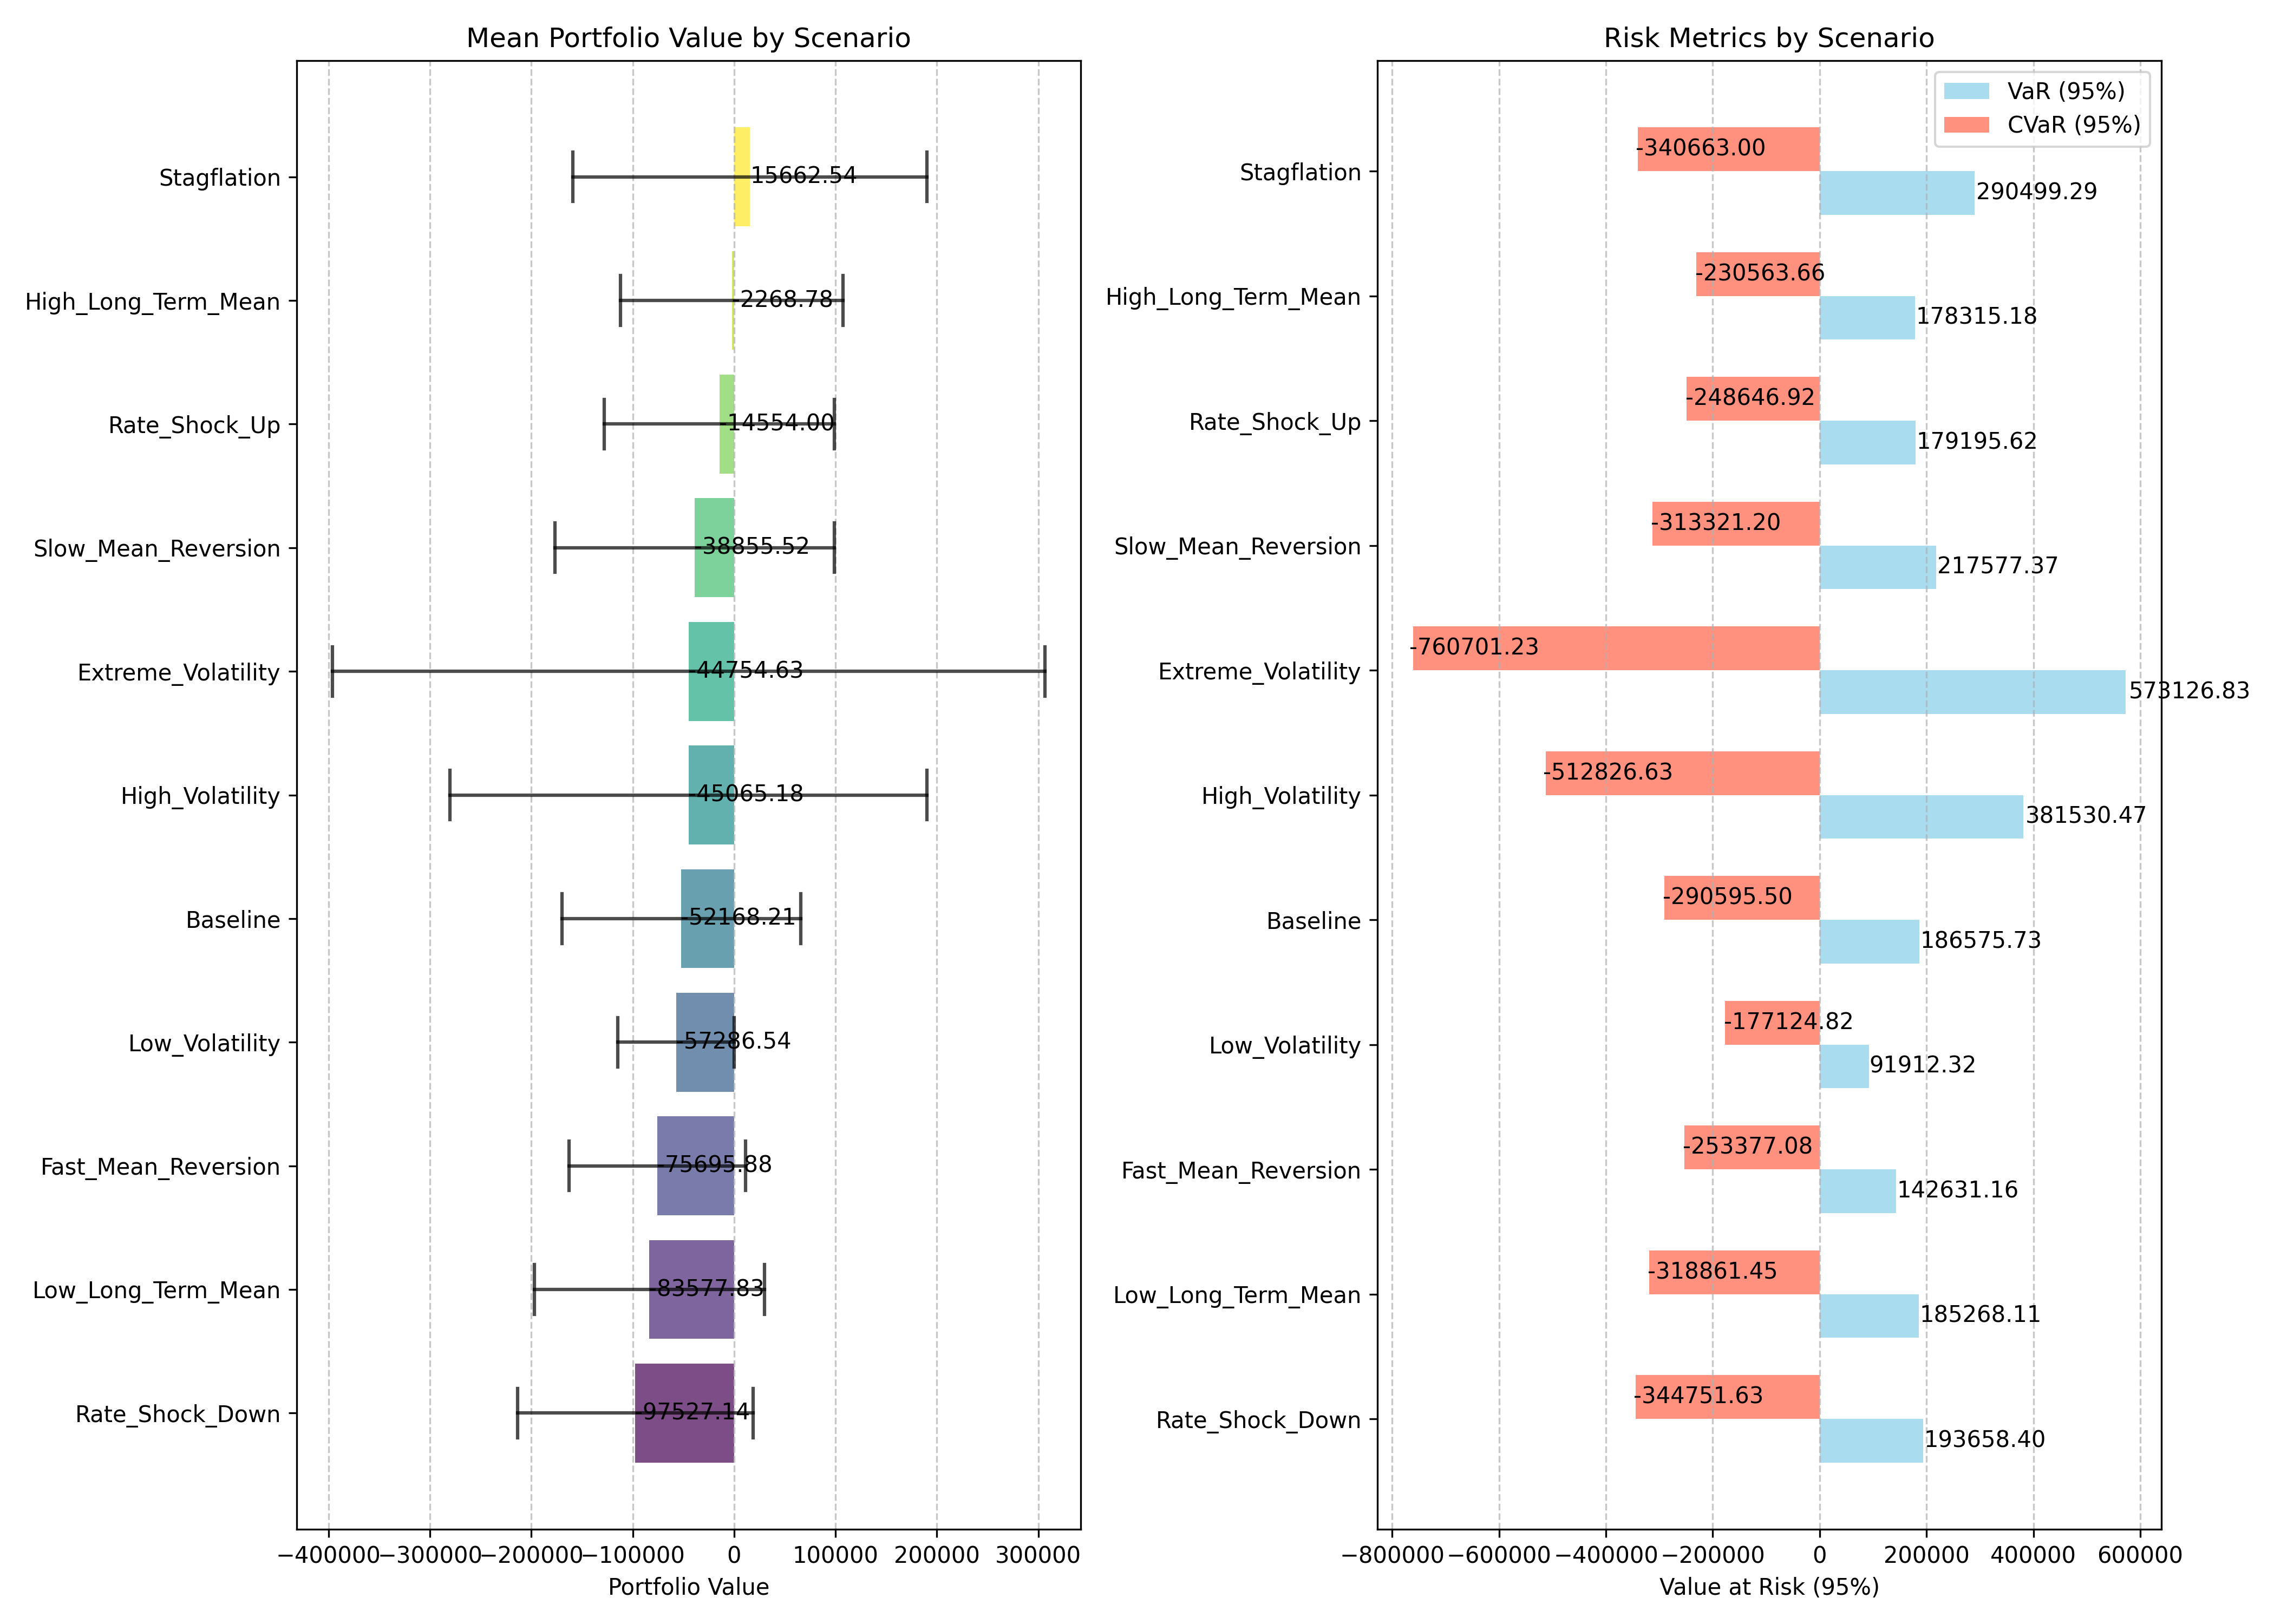 Mean Portfolio Value by Scenario
Stagflation
15662.54
High_Long_Term_Mean
2268.78
Rate_Shock_Up
14554.00
Slow_Mean_Reversion
38855.52
Extreme_Volatility
44754.63
High_Volatility
45065.18
Baseline
52168.21
Low_Volatility
57286.54
Fast_Mean_Reversion
75695.88
Low_Long_Term_Mean
83577.83
Rate_Shock_Down
97527.14
−400000 −300000 −200000 −100000 0 100000 200000 300000
Portfolio Value
Risk Metrics by Scenario
VaR (95%)
CVaR (95%)
Stagflation
-340663.00
290499.29
High_Long_Term_Mean
-230563.66
178315.18
Rate_Shock_Up
-248646.92
179195.62
Slow_Mean_Reversion
-313321.20
217577.37
Extreme_Volatility
-760701.23
573126.83
High_Volatility
-512826.63
381530.47
Baseline
-290595.50
186575.73
Low_Volatility
-177124.82
91912.32
Fast_Mean_Reversion
-253377.08
142631.16
Low_Long_Term_Mean
-318861.45
185268.11
Rate_Shock_Down
-344751.63
193658.40
−800000 −600000 −400000 −200000 0 200000 400000 600000
Value at Risk (95%)